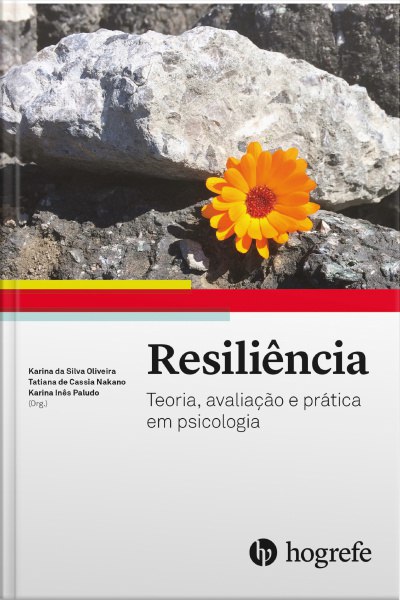 Karina da Silva Oliveira
Tatiana de Cassia Nakano
Karina Inês Paludo
(Org.)
Resiliência
Teoria, avaliação e prática
em psicologia
hogrefe